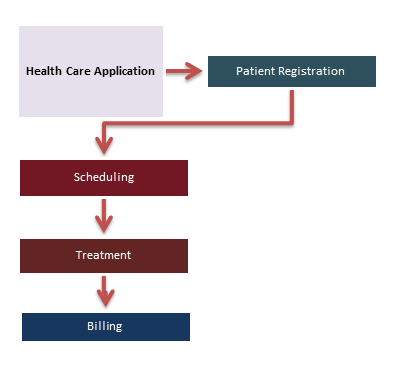 Health Care Application
Patient Registration
Scheduling
Treatment
Billing